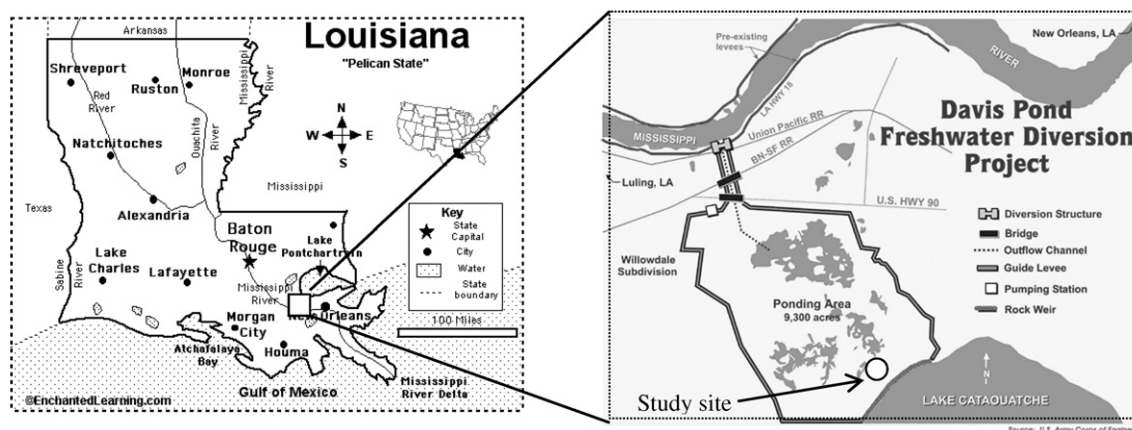 Arkansas
Louisiana
"Pelican State"
Shreveport
Ruston
Monroe
Mississippi
River
Red
River
Ouachita
River
Natchitoches
N
W
E
S
Mississippi
Texas
Alexandria
Baton
Rouge
Lake
Pontchartrain
Key
State
Capital
City
Water
State
boundary
Sabine
River
Lake
Charles
Lafayette
Mississippi
River
New Orleans
100 Miles
Morgan
City
Houma
Atchafalaya
Bay
Gulf of Mexico
Mississippi
River Delta
©EnchantedLearning.com
New Orleans, LA
Pre-existing
levees
RIVER
LA HWY 18
MISSISSIPPI
Union Pacific RR
BN-SF RR
Davis Pond
Freshwater Diversion
Project
Luling, LA
U.S. HWY 90
Diversion Structure
Bridge
Outflow Channel
Guide Levee
Pumping Station
Rock Weir
Willowdale
Subdivision
Ponding Area
9,300 acres
Study site
N
LAKE CATAOUATCHE
Source: U.S. Army Corps of Engine